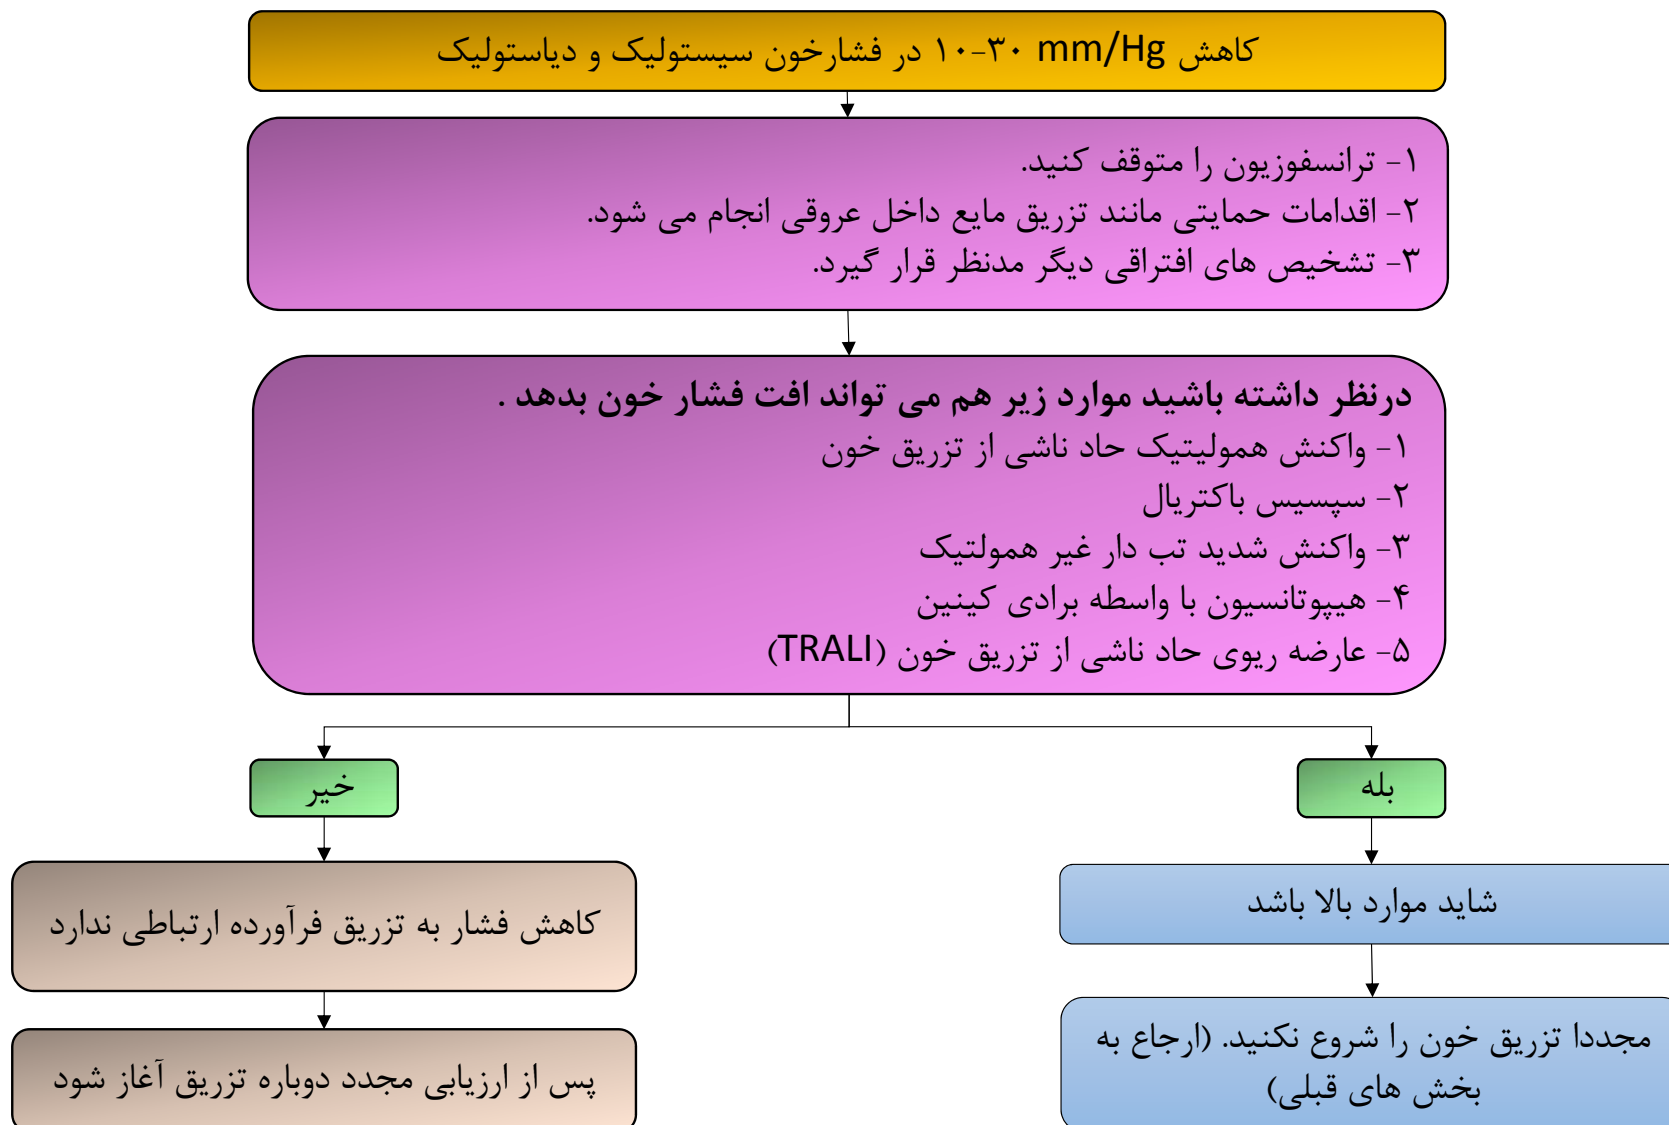 کاهش ۱۰-۳۰ mm/Hg در فشارخون سیستولیک و دیاستولیک
۱- ترانسفوزیون را متوقف کنید.
۲- اقدامات حمایتی مانند تزریق مایع داخل عروقی انجام می شود.
۳- تشخیص های افتراقی دیگر مدنظر قرار گیرد.
درنظر داشته باشید موارد زیر هم می تواند افت فشار خون بدهد .
۱- واکنش همولیتیک حاد ناشی از تزریق خون
۲- سپسیس باکتریال
۳- واکنش شدید تب دار غیر همولتیک
۴- هیپوتانسیون با واسطه برادی کینین
۵- عارضه ریوی حاد ناشی از تزریق خون (TRALI)
بله
خیر
شاید موارد بالا باشد
کاهش فشار به تزریق فرآورده ارتباطی ندارد
مجددا تزریق خون را شروع نکنید. (ارجاع به
بخش های قبلی)
پس از ارزیابی مجدد دوباره تزریق آغاز شود